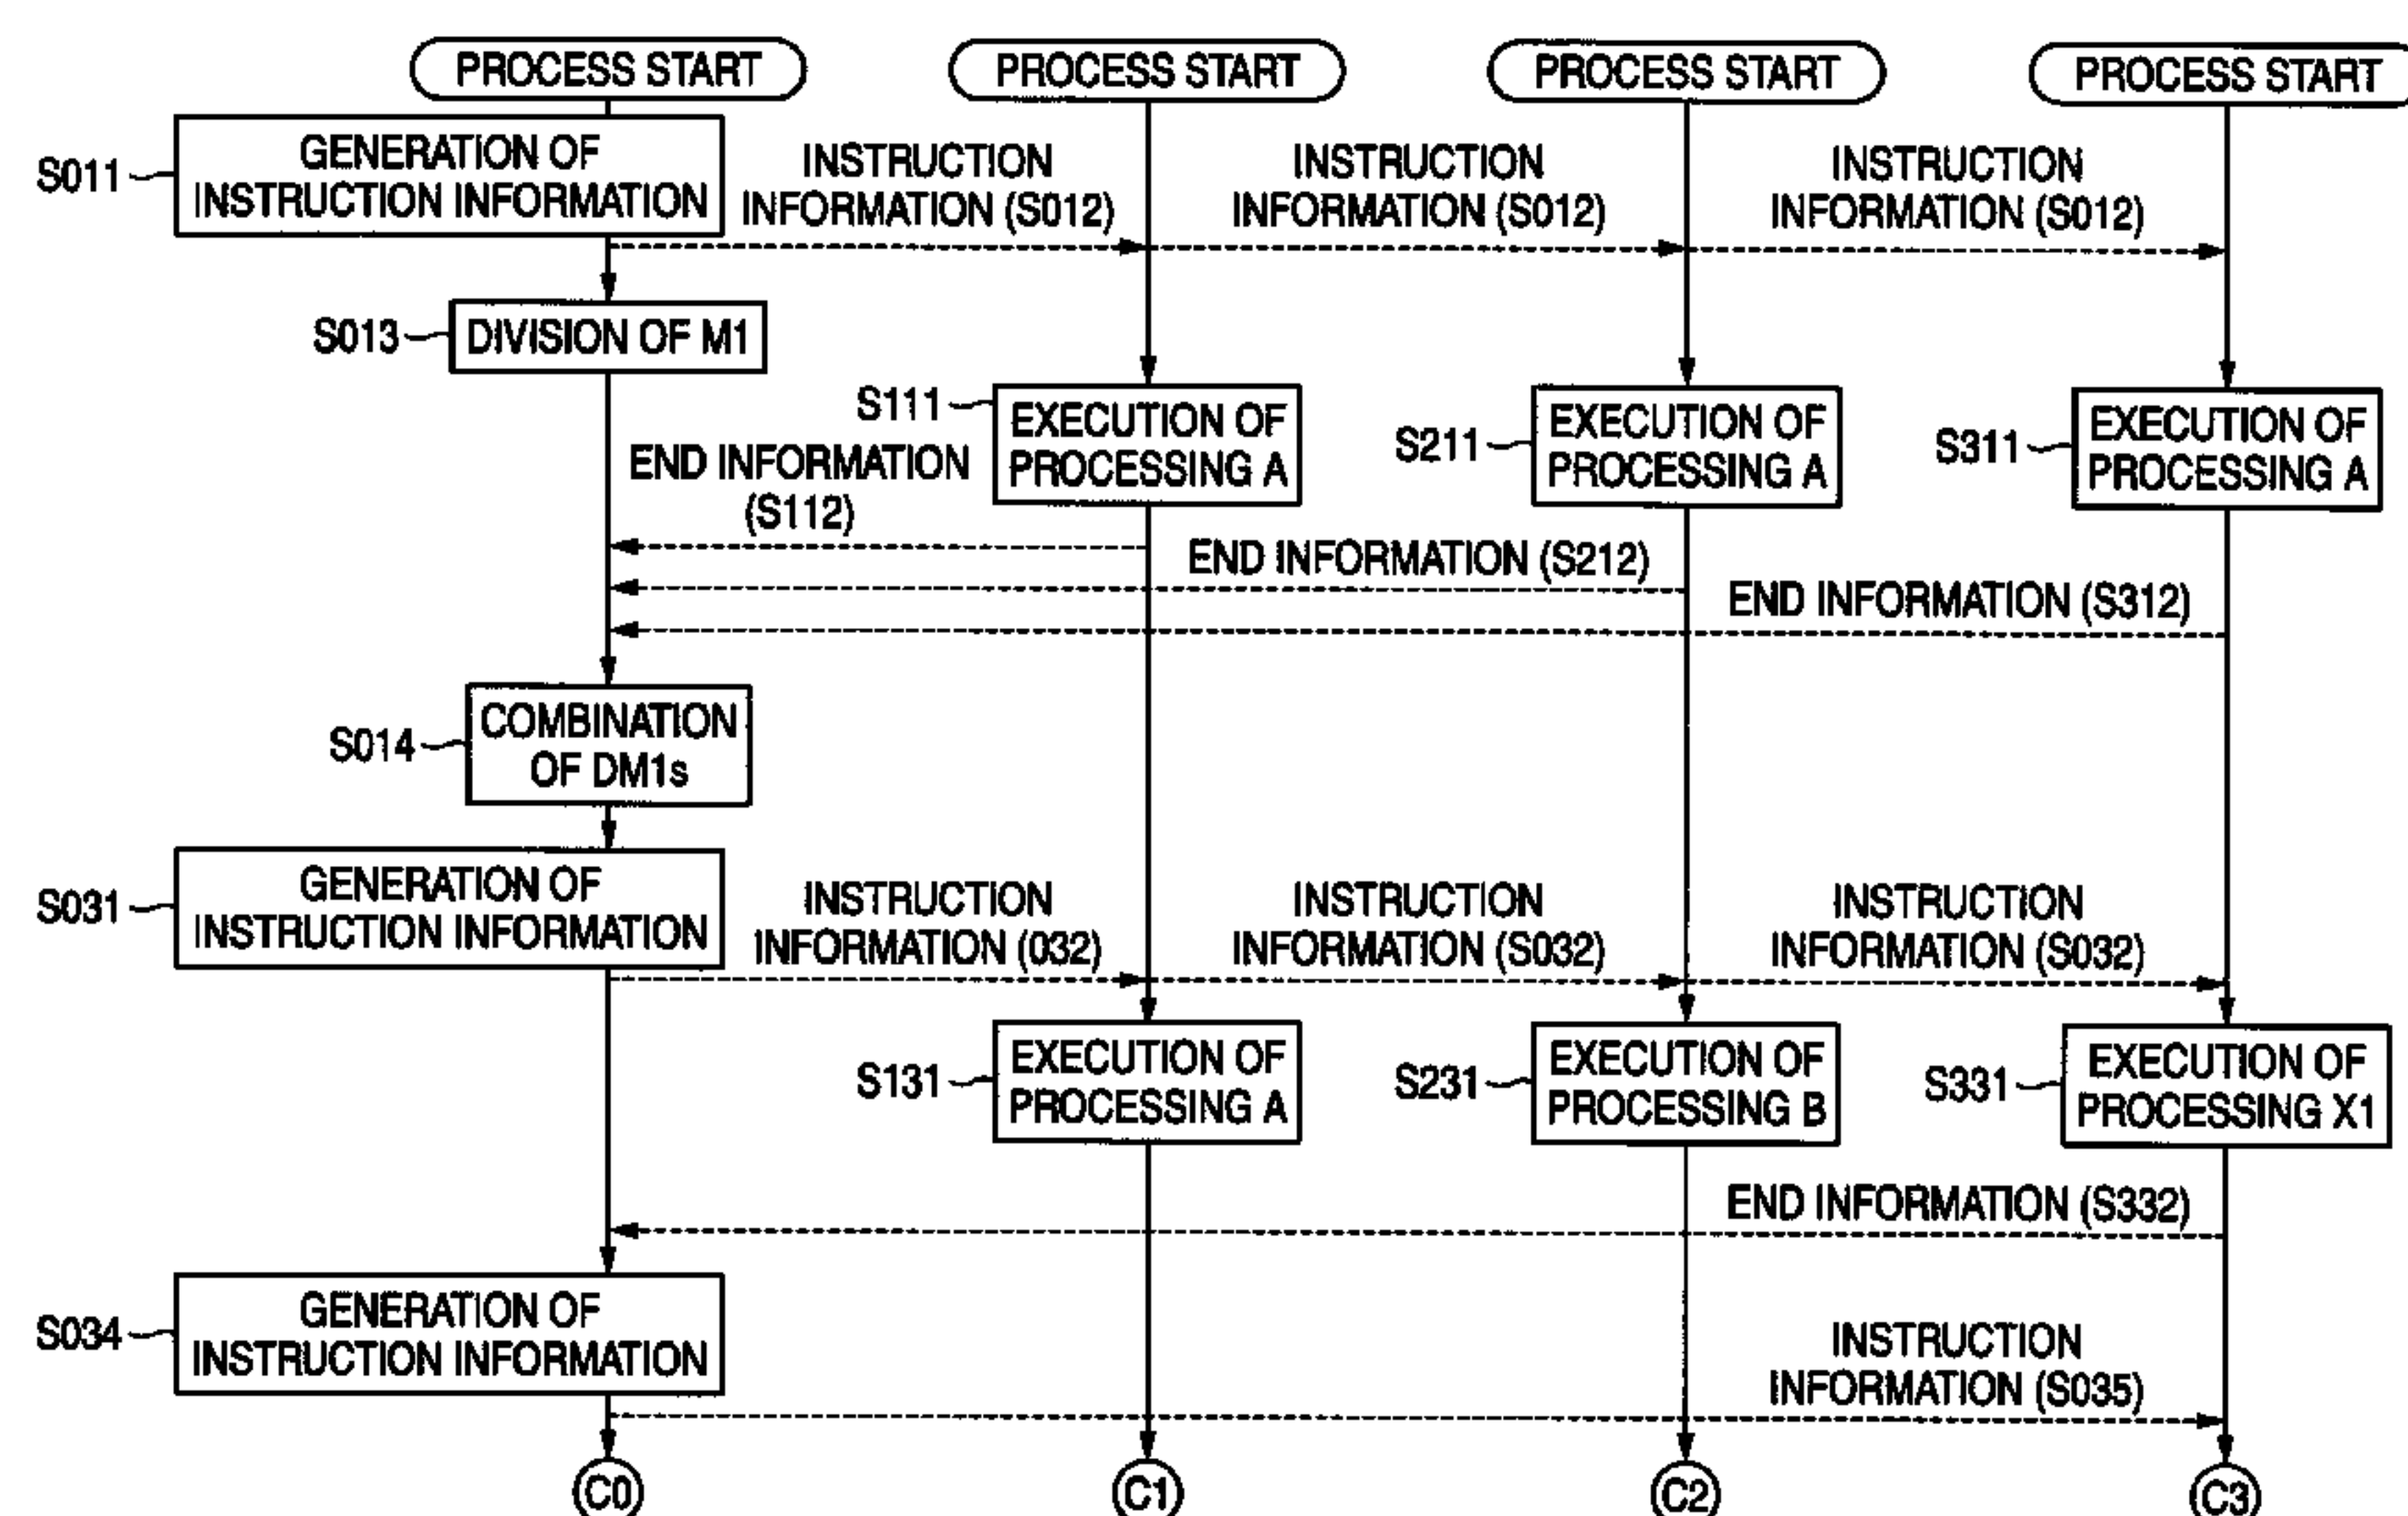 PROCESS START
PROCESS START
PROCESS START
PROCESS START
S011
GENERATION OF
INSTRUCTION INFORMATION
INSTRUCTION
INFORMATION (S012)
INSTRUCTION
INFORMATION (S012)
INSTRUCTION
INFORMATION (S012)
S013
DIVISION OF M1
S111
EXECUTION OF
PROCESSING A
S211
EXECUTION OF
PROCESSING A
S311
EXECUTION OF
PROCESSING A
END INFORMATION
(S112)
END INFORMATION (S212)
END INFORMATION (S312)
S014
COMBINATION
OF DM1s
S031
GENERATION OF
INSTRUCTION INFORMATION
INSTRUCTION
INFORMATION (032)
INSTRUCTION
INFORMATION (S032)
INSTRUCTION
INFORMATION (S032)
S131
EXECUTION OF
PROCESSING A
S231
EXECUTION OF
PROCESSING B
S331
EXECUTION OF
PROCESSING X1
END INFORMATION (S332)
S034
GENERATION OF
INSTRUCTION INFORMATION
INSTRUCTION
INFORMATION (S035)
C0
C1
C2
C3